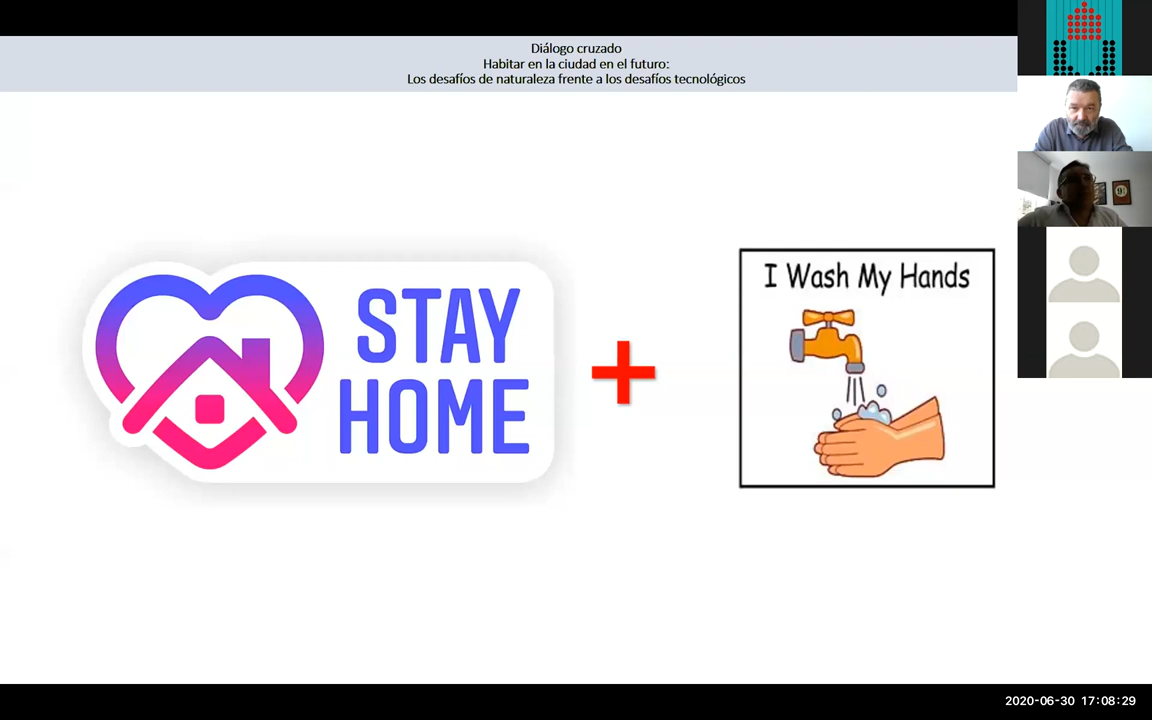 Diálogo cruzado
Habitar en la ciudad en el futuro:
Los desafíos de naturaleza frente a los desafíos tecnológicos
STAY
HOME
I Wash My Hands
2020-06-30 17:08:29